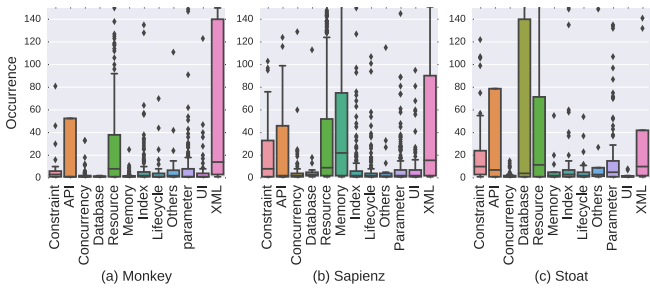 Occurrence
140
120
100
80
60
40
20
0
Constraint
API
Concurrency
Database
Resource
Memory
Index
Lifecycle
Others
parameter
UI
XML
(a) Monkey
140
120
100
80
60
40
20
0
Constraint
API
Concurrency
Database
Resource
Memory
Index
Lifecycle
Others
Parameter
UI
XML
(b) Sapienz
140
120
100
80
60
40
20
0
Constraint
API
Concurrency
Database
Resource
Memory
Index
Lifecycle
Others
Parameter
UI
XML
(c) Stoat